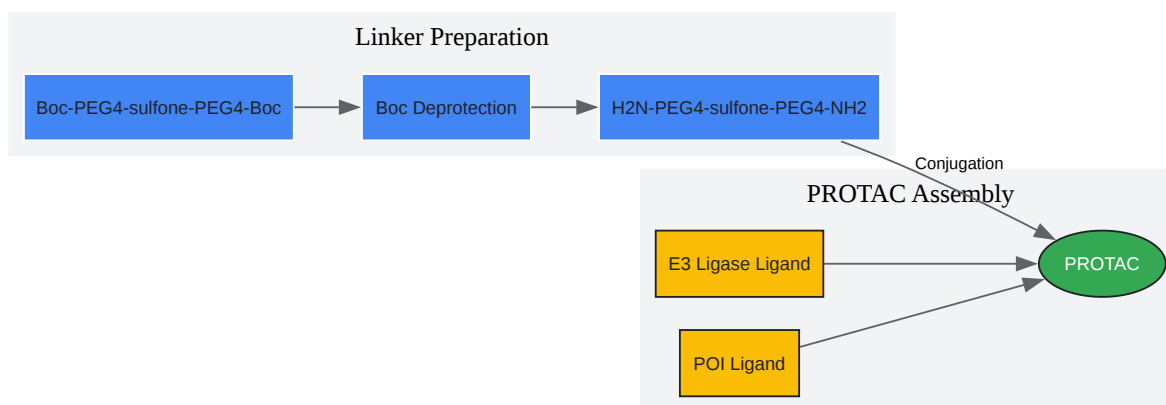 Linker Preparation
Boc-PEG4-sulfone-PEG4-Boc
Boc Deprotection
H2N-PEG4-sulfone-PEG4-NH2
Conjugation
PROTAC Assembly
E3 Ligase Ligand
PROTAC
POI Ligand